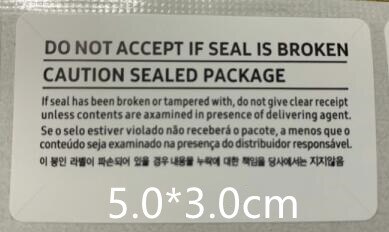 DO NOT ACCEPT IF SEAL IS BROKEN
CAUTION SEALED PACKAGE
If seal has been broken or tampered with, do not give clear receipt
unless contents are axamined in presence of delivering agent.
Se o selo estiver violado não receberá o pacote, a menos que o
contéudo seja examinado na presença do distribuidor responsável.
이 봉인 라벨이 파손되어 있을 경우 내용물 누락에 대한 책임을 당사에서는 지지않음
5.0*3.0cm